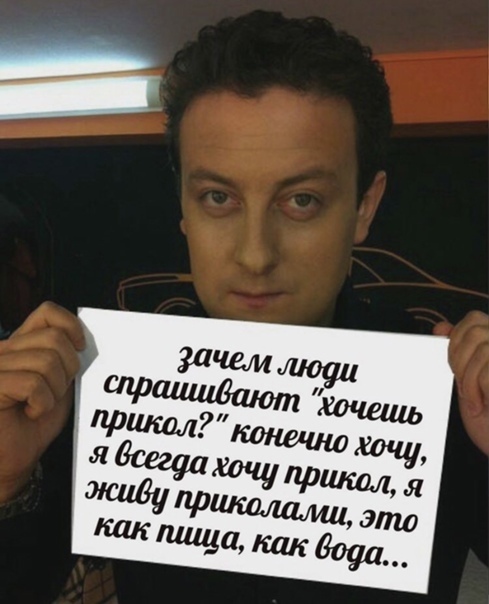 зачем люди
спрашивают "хочешь
прикол?" конечно хочу,
я всегда хочу прикол, я
живу приколами, это
как пища, как вода...